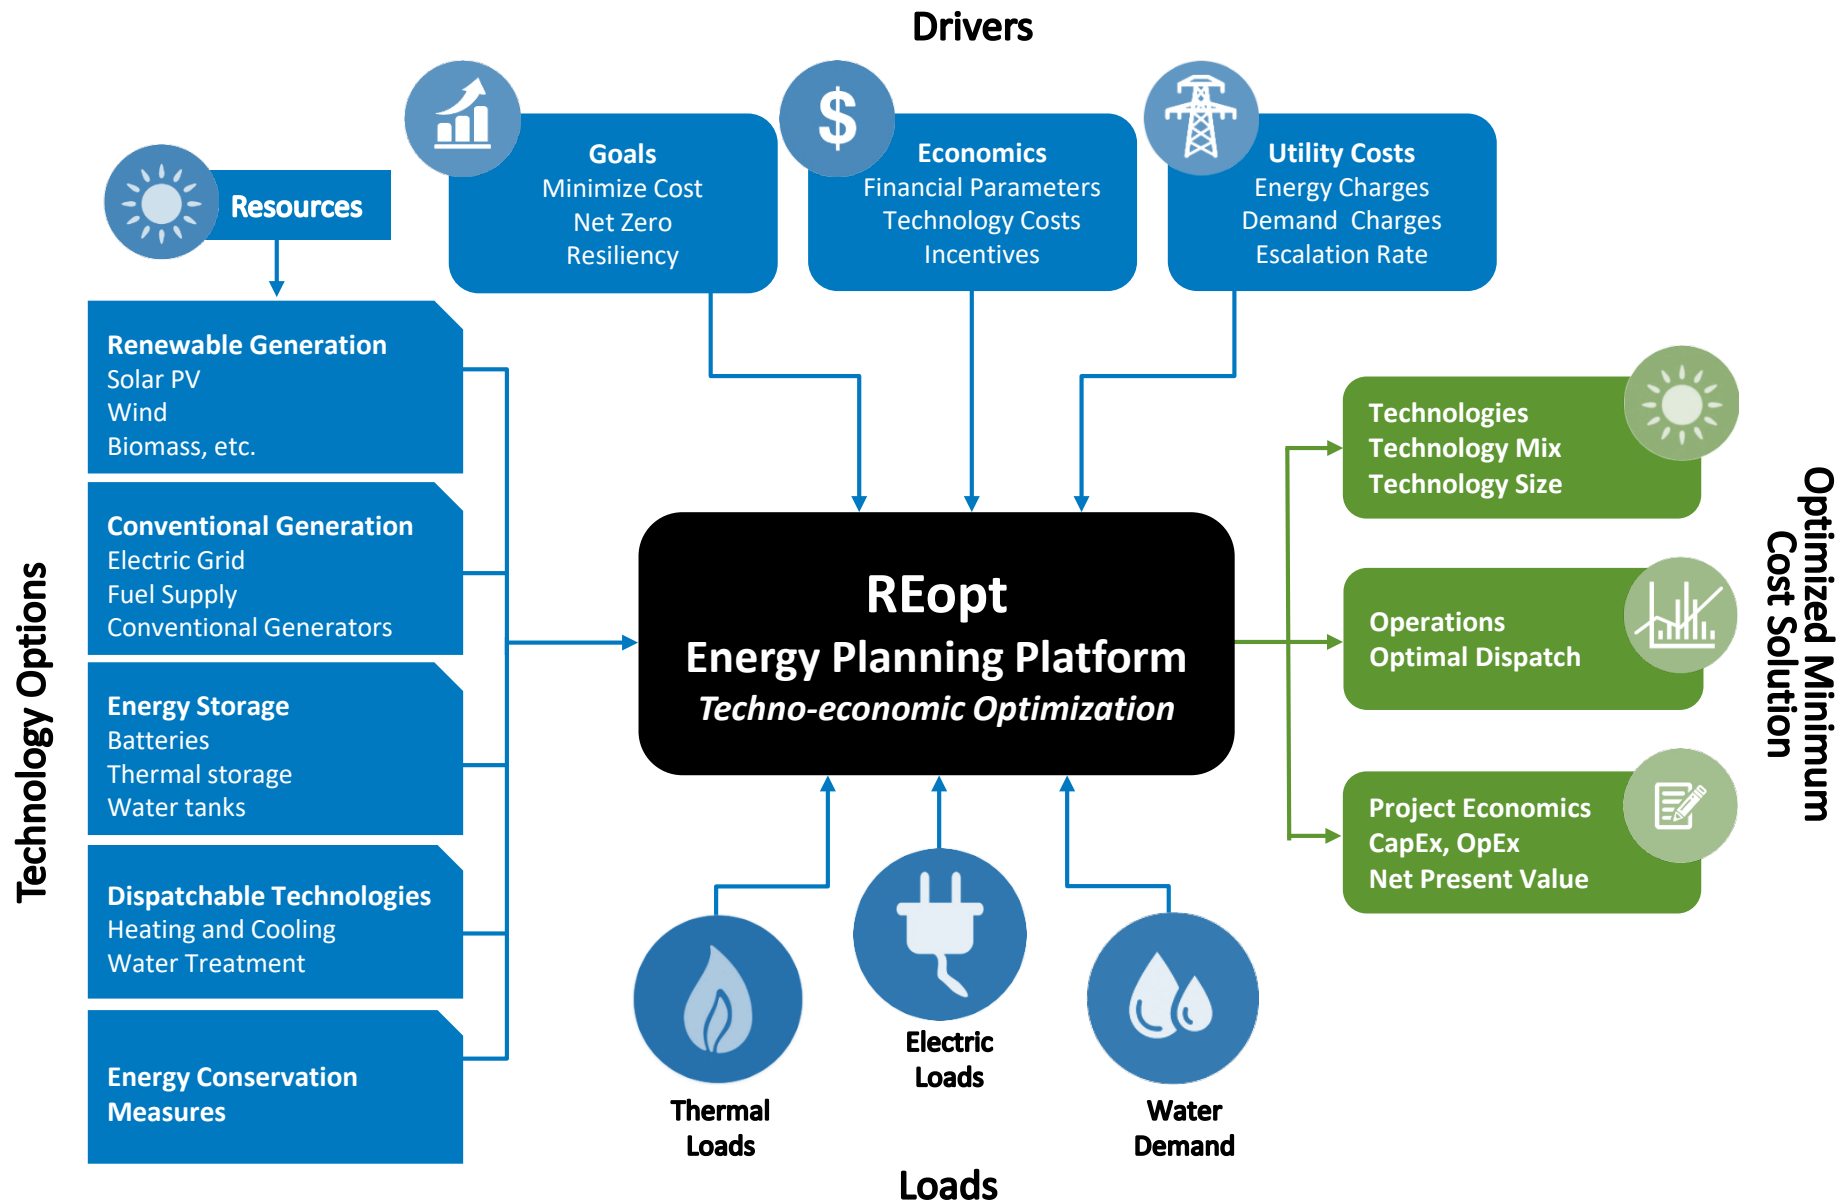 Drivers
Resources
Goals
Minimize Cost
Net Zero
Resiliency
Economics
Financial Parameters
Technology Costs
Incentives
Utility Costs
Energy Charges
Demand Charges
Escalation Rate
Technology Options
Renewable Generation
Solar PV
Wind
Biomass, etc.
Conventional Generation
Electric Grid
Fuel Supply
Conventional Generators
Energy Storage
Batteries
Thermal storage
Water tanks
Dispatchable Technologies
Heating and Cooling
Water Treatment
Energy Conservation
Measures
REopt
Energy Planning Platform
Techno-economic Optimization
Thermal
Loads
Electric
Loads
Water
Demand
Loads
Technologies
Technology Mix
Technology Size
Operations
Optimal Dispatch
Project Economics
CapEx, OpEx
Net Present Value
Optimized Minimum
Cost Solution